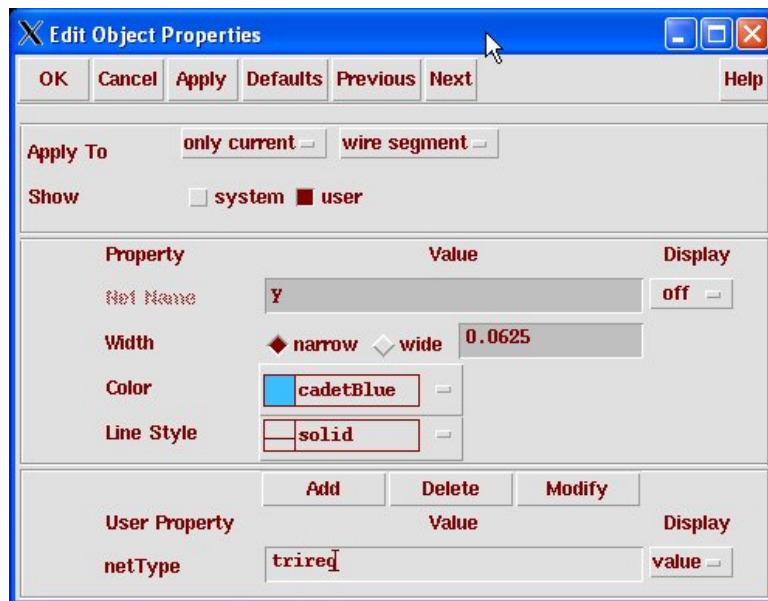 Edit Object Properties
OK Cancel Apply Defaults Previous Next Help
Apply To only current wire segment
Show system user
Property Value Display
Net Name Y off
Width narrow wide 0.0625
Color cadetBlue
Line Style solid
Add Delete Modify
User Property Value Display
netType trireq value